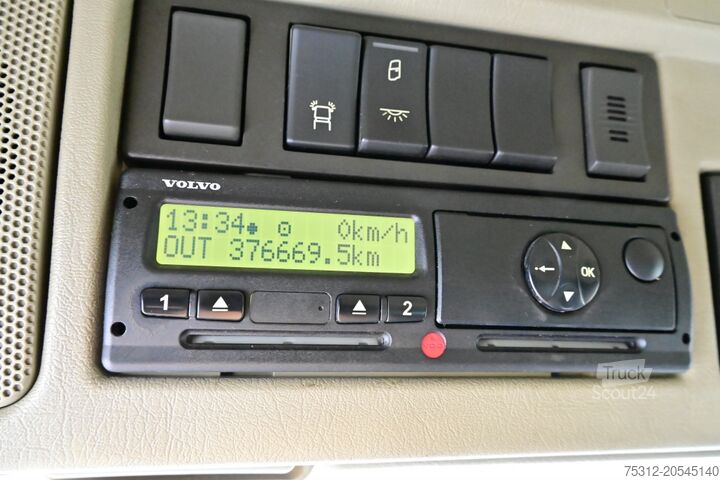 VOLVO
13:34 0km/h
OUT 376669.5km
1 2
OK
Truck
Scout24
75312-20545140